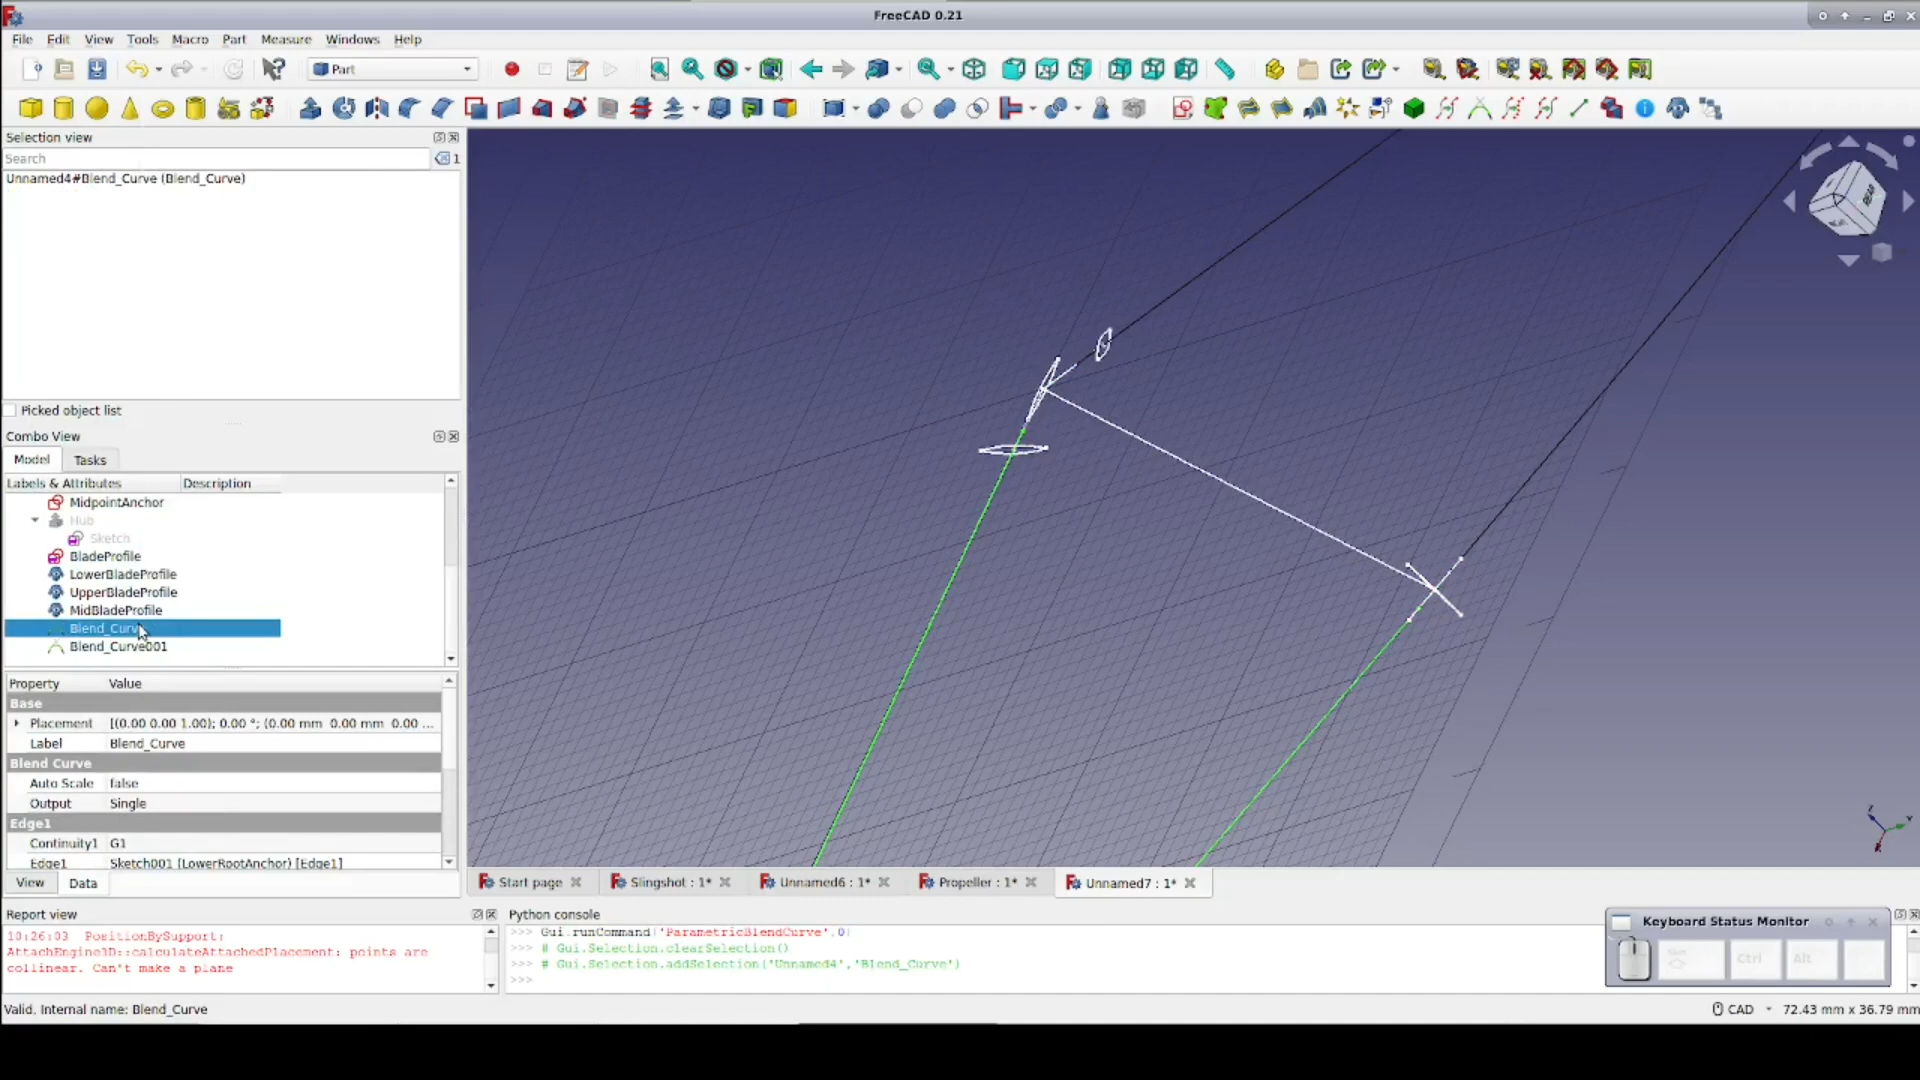 FreeCAD 0.21
File Edit View Tools Macro Part Measure Windows Help
Part
Selection view
Search
1
Unnamed4#Blend_Curve (Blend_Curve)
Picked object list
Combo View
Model Tasks
Labels & Attributes Description
MidpointAnchor
Hub
Sketch
BladeProfile
LowerBladeProfile
UpperBladeProfile
MidBladeProfile
Blend_Curve
Blend_Curve001
Property Value
Base
Placement [(0.00 0.00 1.00); 0.00 °; (0.00 mm 0.00 mm 0.00 ...
Label Blend_Curve
Blend Curve
Auto Scale false
Output Single
Edge1
Continuity1 G1
Edge1 Sketch001 (LowerRootAnchor) [Edge1]
View Data
Start page Slingshot : 1* Unnamed6 : 1* Propeller : 1* Unnamed7 : 1*
Report view
10:26:03 PositionBySupport:
AttachEngine3D::calculateAttachedPlacement: points are
collinear. Can't make a plane
Python console
>>> Gui.runCommand('ParametricBlendCurve',0)
>>> # Gui.Selection.clearSelection()
>>> # Gui.Selection.addSelection('Unnamed4','Blend_Curve')
>>>
Keyboard Status Monitor
Ctrl Alt
Valid, Internal name: Blend_Curve
CAD 72.43 mm x 36.79 mm